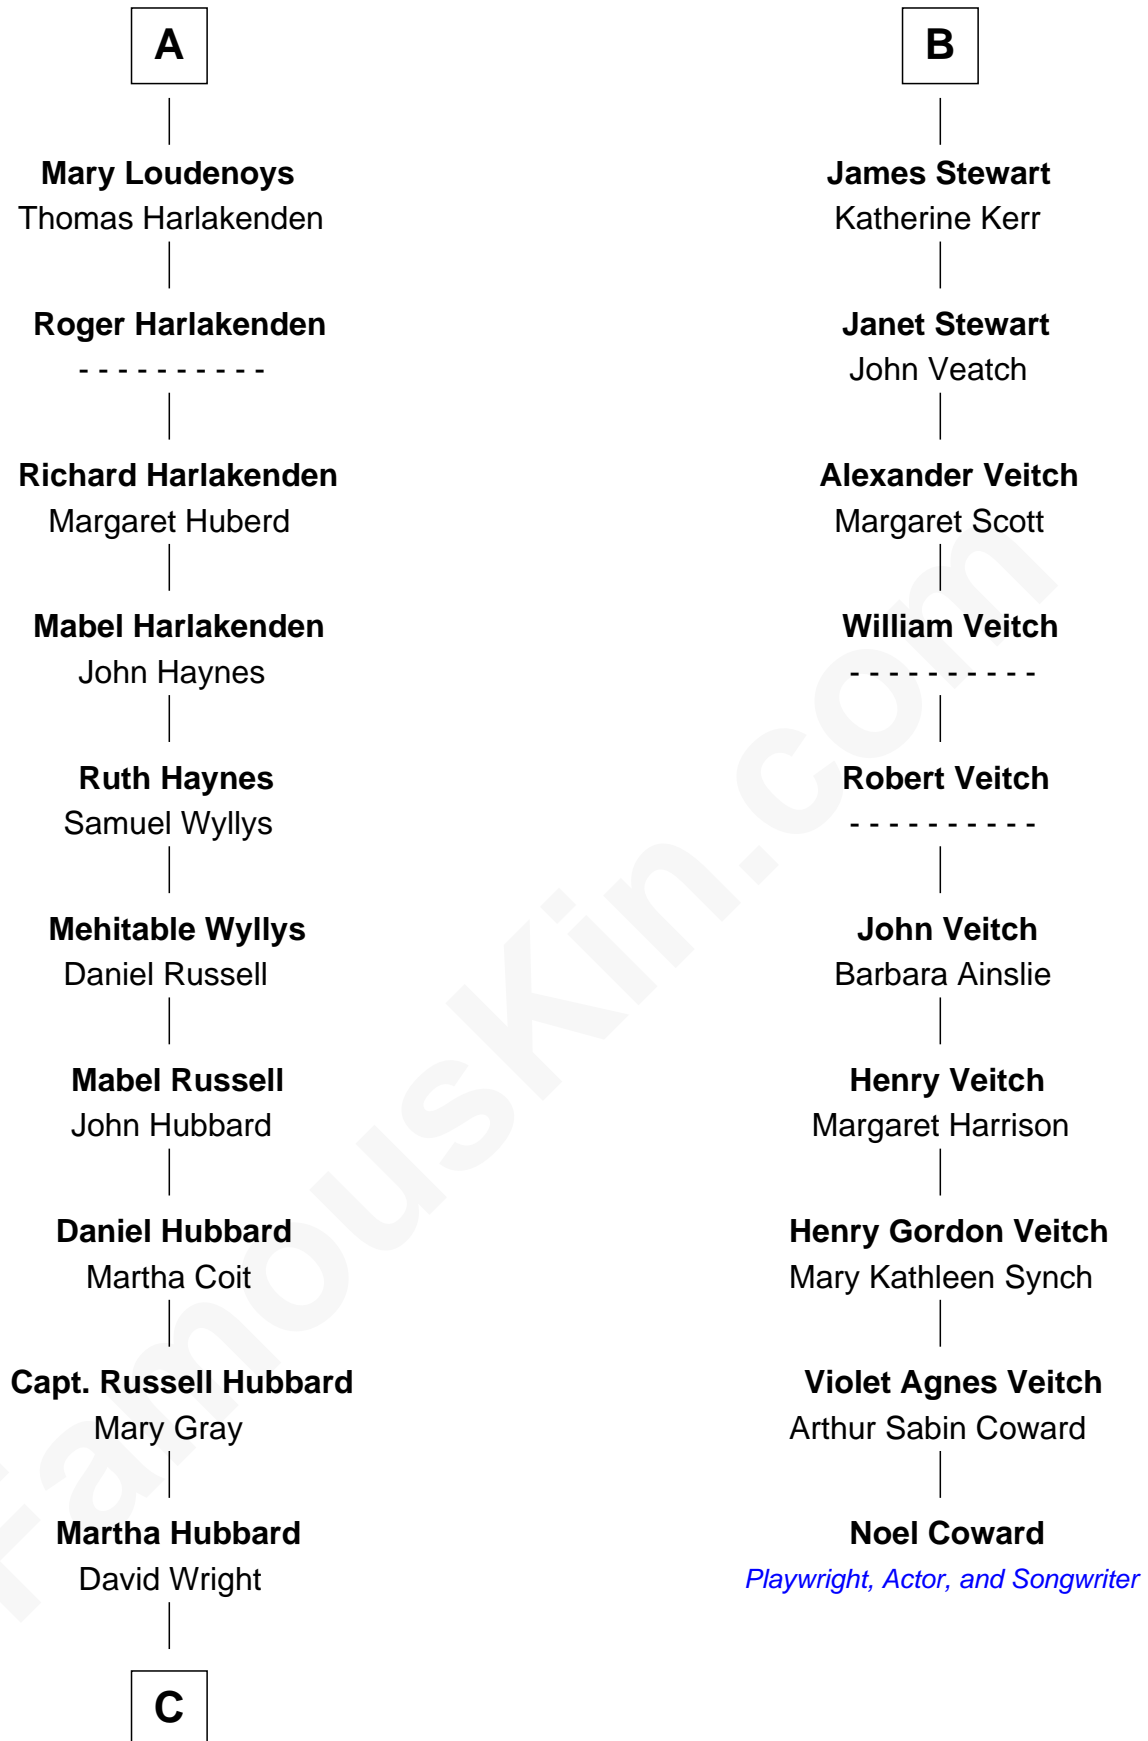 A
Mary Loudenoys
Thomas Harlakenden
Roger Harlakenden
- - - - - - - - - -
Richard Harlakenden
Margaret Huberd
Mabel Harlakenden
John Haynes
Ruth Haynes
Samuel Wyllys
Mehitable Wyllys
Daniel Russell
Mabel Russell
John Hubbard
Daniel Hubbard
Martha Coit
Capt. Russell Hubbard
Mary Gray
Martha Hubbard
David Wright
C
B
James Stewart
Katherine Kerr
Janet Stewart
John Veatch
Alexander Veitch
Margaret Scott
William Veitch
- - - - - - - - - -
Robert Veitch
- - - - - - - - - -
John Veitch
Barbara Ainslie
Henry Veitch
Margaret Harrison
Henry Gordon Veitch
Mary Kathleen Synch
Violet Agnes Veitch
Arthur Sabin Coward
Noel Coward
Playwright, Actor, and Songwriter
FamousKin.com